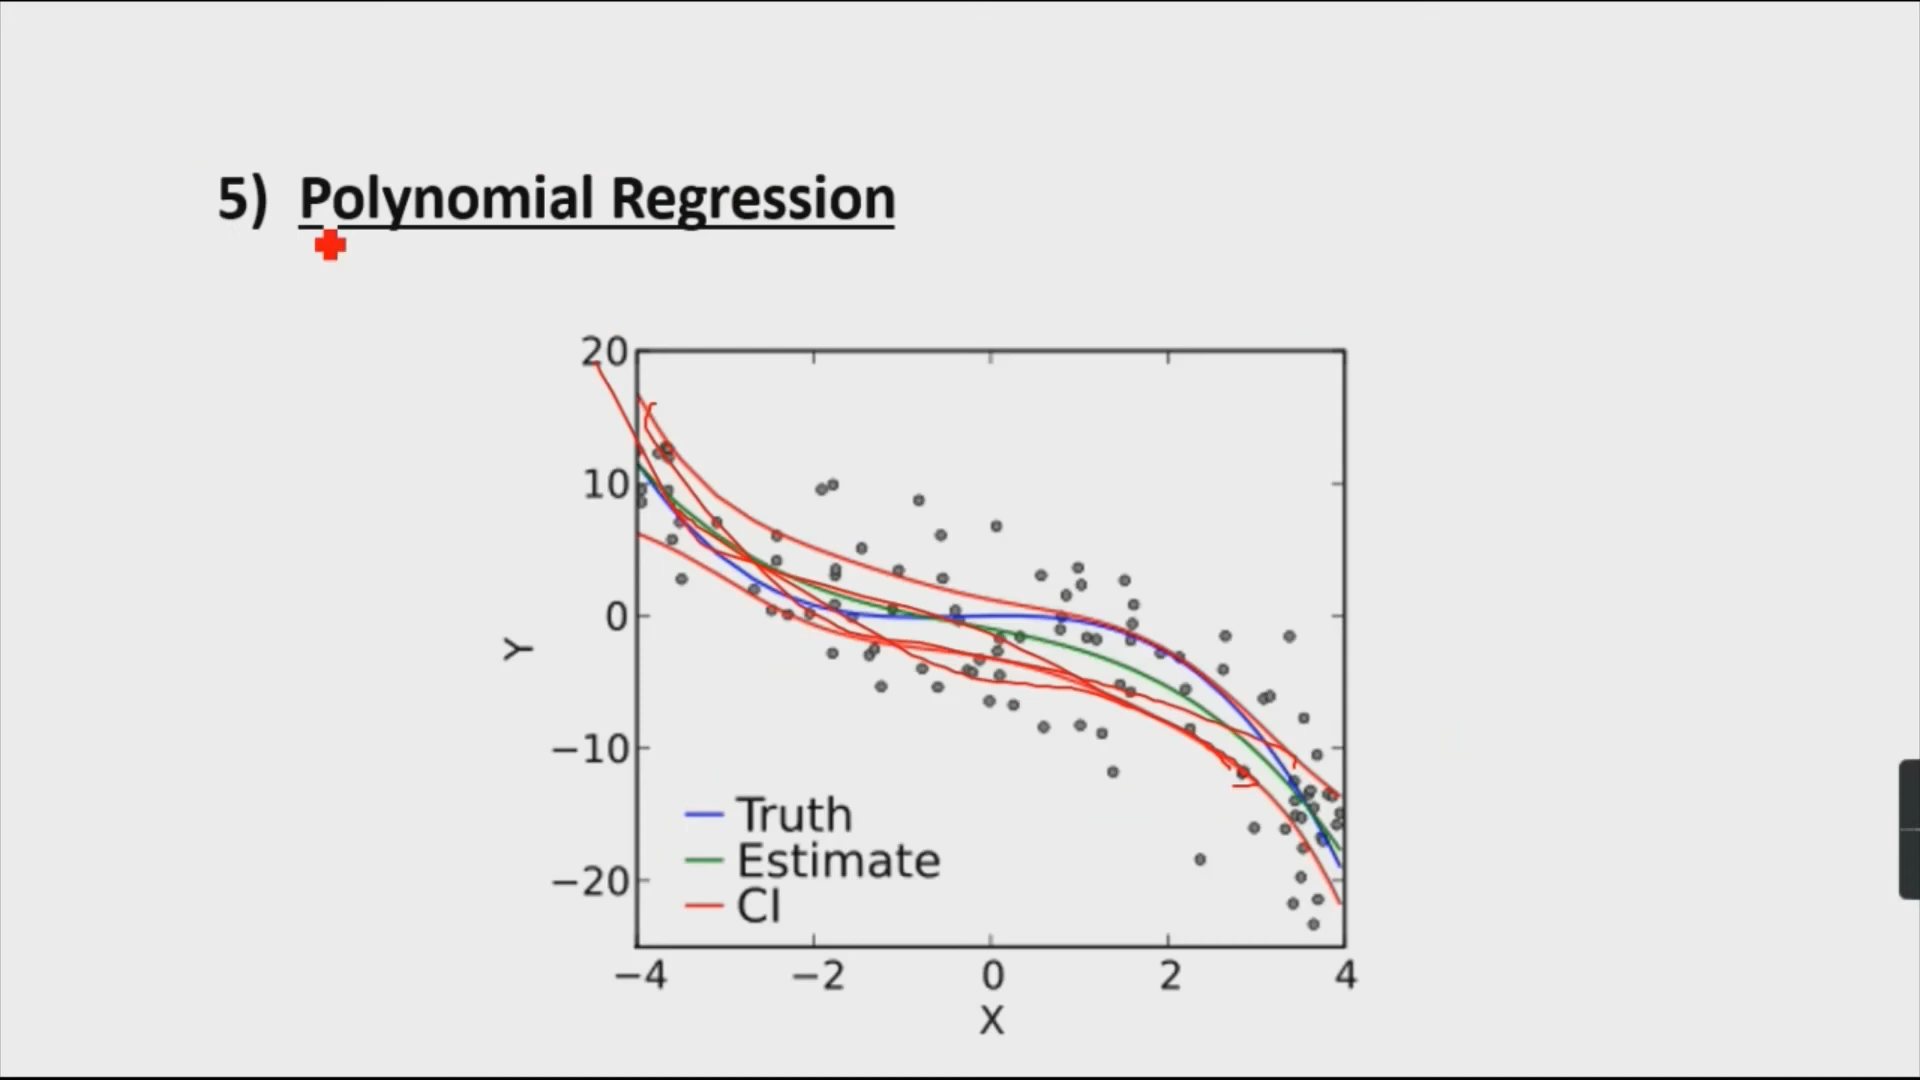 5) Polynomial Regression
20
10
0
−10
−20
Y
Truth
Estimate
CI
−4 −2 0 2 4
X